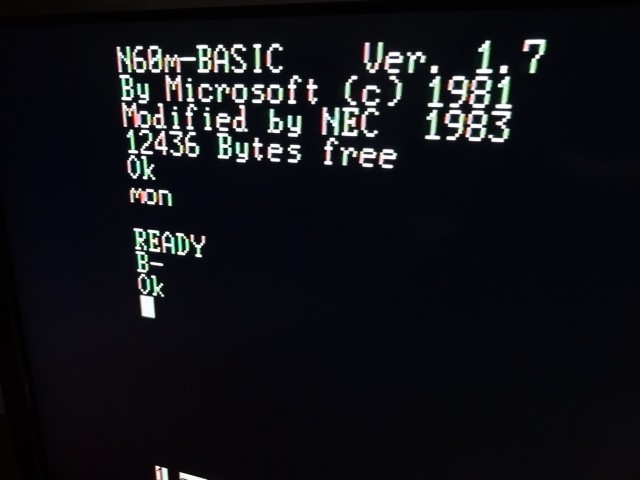 N60m-BASIC Ver. 1.7
By Microsoft (c) 1981
Modified by NEC 1983
12436 Bytes free
Ok
mon
READY
B-
Ok